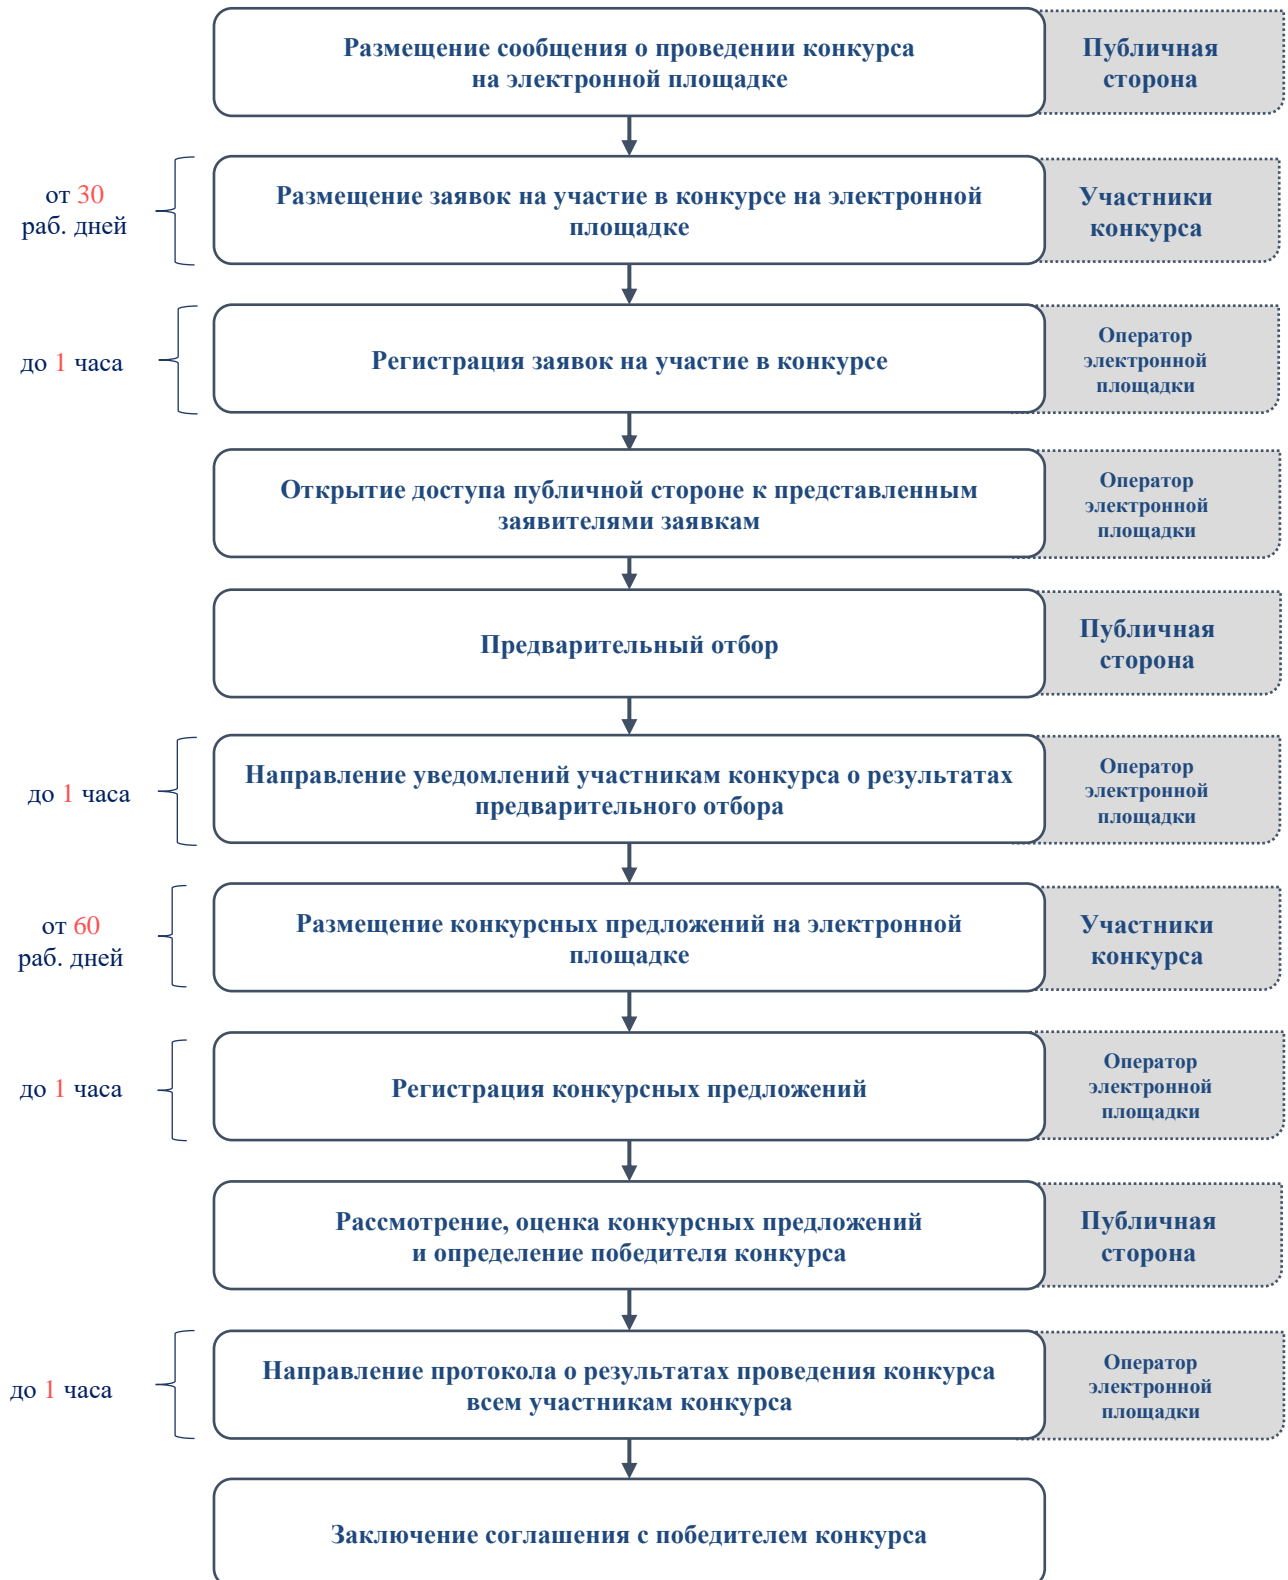 Размещение сообщения о проведении конкурса
на электронной площадке
Публичная
сторона
от 30
раб. дней
Размещение заявок на участие в конкурсе на электронной
площадке
Участники
конкурса
до 1 часа
Регистрация заявок на участие в конкурсе
Оператор
электронной
площадки
Открытие доступа публичной стороне к представленным
заявителями заявкам
Оператор
электронной
площадки
Предварительный отбор
Публичная
сторона
до 1 часа
Направление уведомлений участникам конкурса о результатах
предварительного отбора
Оператор
электронной
площадки
от 60
раб. дней
Размещение конкурсных предложений на электронной
площадке
Участники
конкурса
до 1 часа
Регистрация конкурсных предложений
Оператор
электронной
площадки
Рассмотрение, оценка конкурсных предложений
и определение победителя конкурса
Публичная
сторона
до 1 часа
Направление протокола о результатах проведения конкурса
всем участникам конкурса
Оператор
электронной
площадки
Заключение соглашения с победителем конкурса